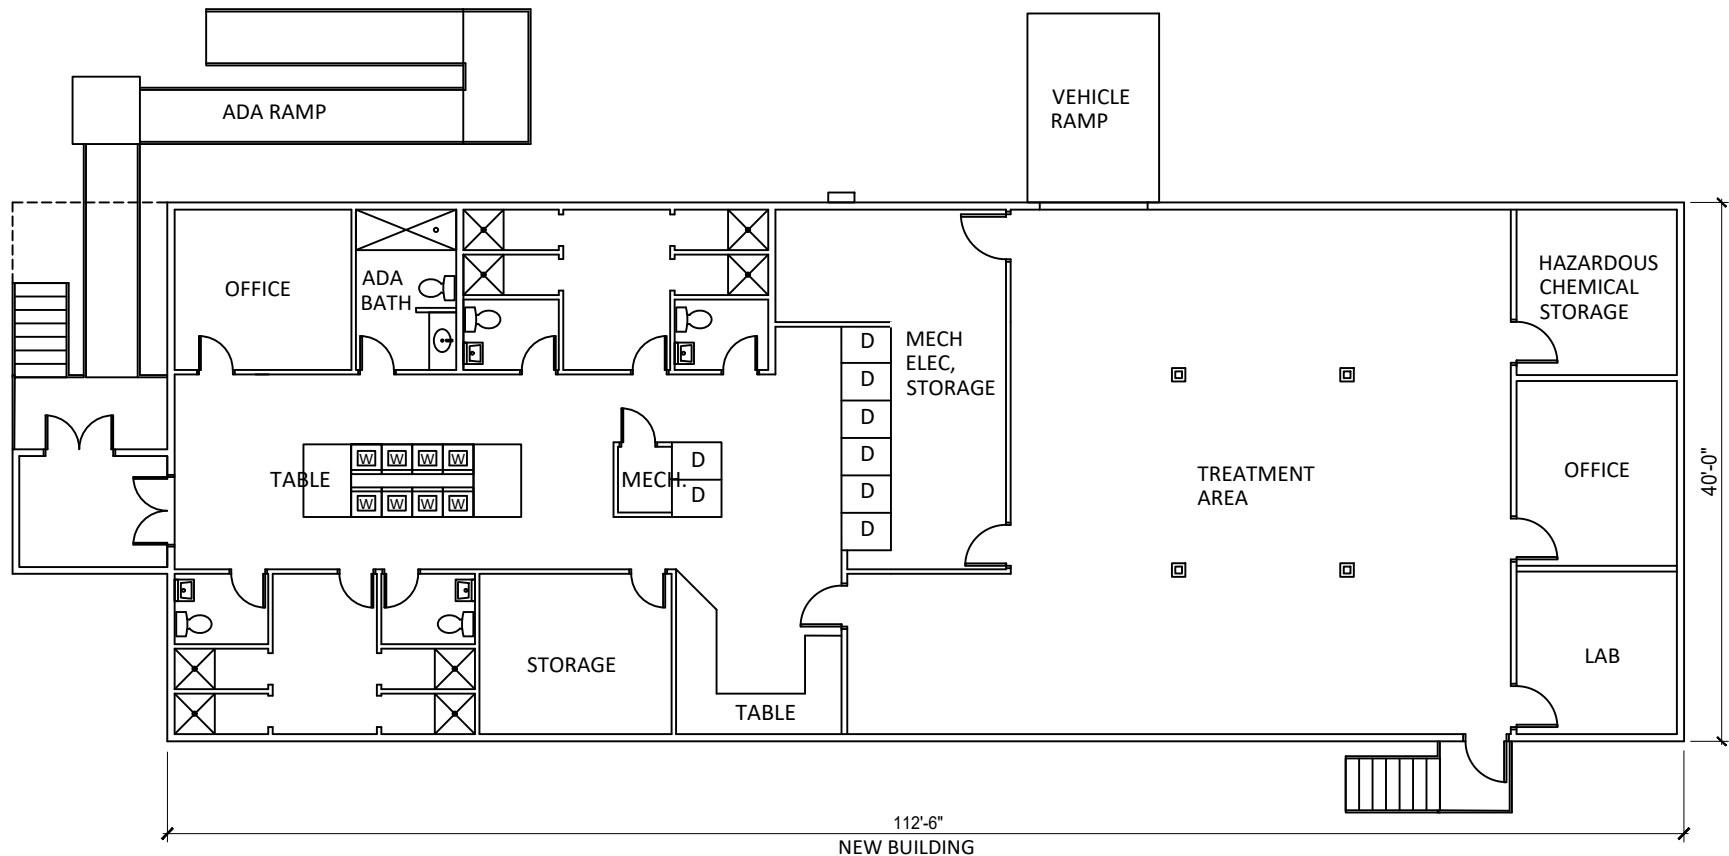 ADA RAMP
VEHICLE
RAMP
OFFICE
ADA
BATH
HAZARDOUS
CHEMICAL
STORAGE
MECH
ELEC,
STORAGE
D
D
D
D
D
D
TABLE
W W W W
W W W W
MECH.
D
D
TREATMENT
AREA
OFFICE
40'-0"
STORAGE
TABLE
LAB
112'-6"
NEW BUILDING